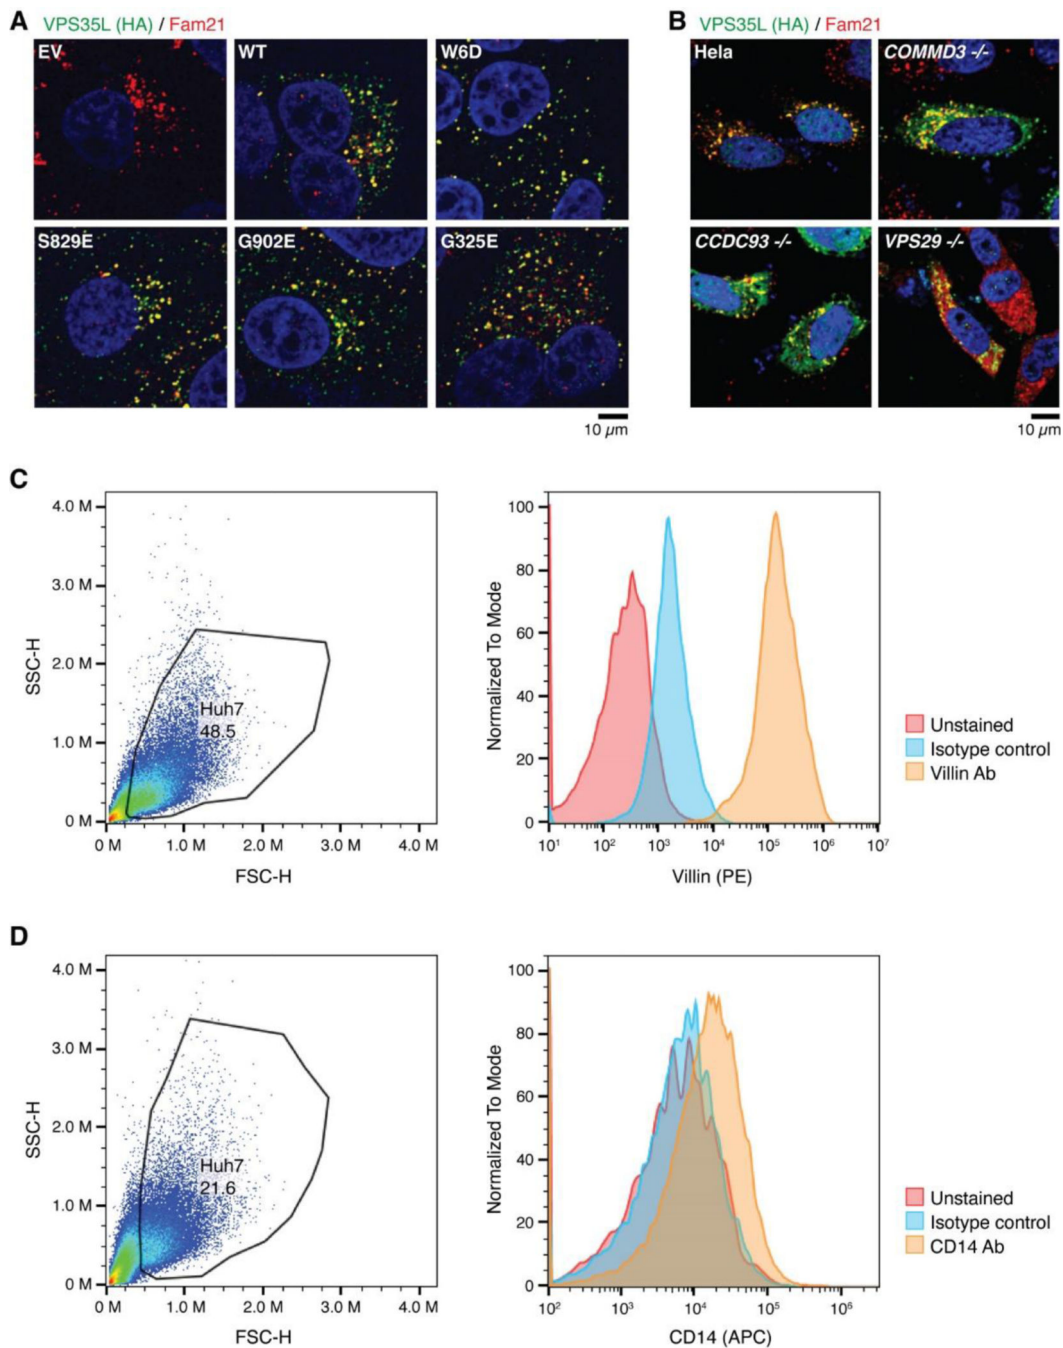 A
VPS35L (HA) / Fam21
EV
WT
W6D
S829E
G902E
G325E
10 µm
B
VPS35L (HA) / Fam21
Hela
COMMD3 -/-
CCDC93 -/-
VPS29 -/-
10 µm
C
4.0 M
3.0 M
2.0 M
1.0 M
0 M
SSC-H
Huh7
48.5
0 M
1.0 M
2.0 M
3.0 M
4.0 M
FSC-H
100
80
60
40
20
0
Normalized To Mode
10¹
10²
10³
10⁴
10⁵
10⁶
10⁷
Villin (PE)
Unstained
Isotype control
Villin Ab
D
4.0 M
3.0 M
2.0 M
1.0 M
0 M
SSC-H
Huh7
21.6
0 M
1.0 M
2.0 M
3.0 M
4.0 M
FSC-H
100
80
60
40
20
0
Normalized To Mode
10²
10³
10⁴
10⁵
10⁶
CD14 (APC)
Unstained
Isotype control
CD14 Ab